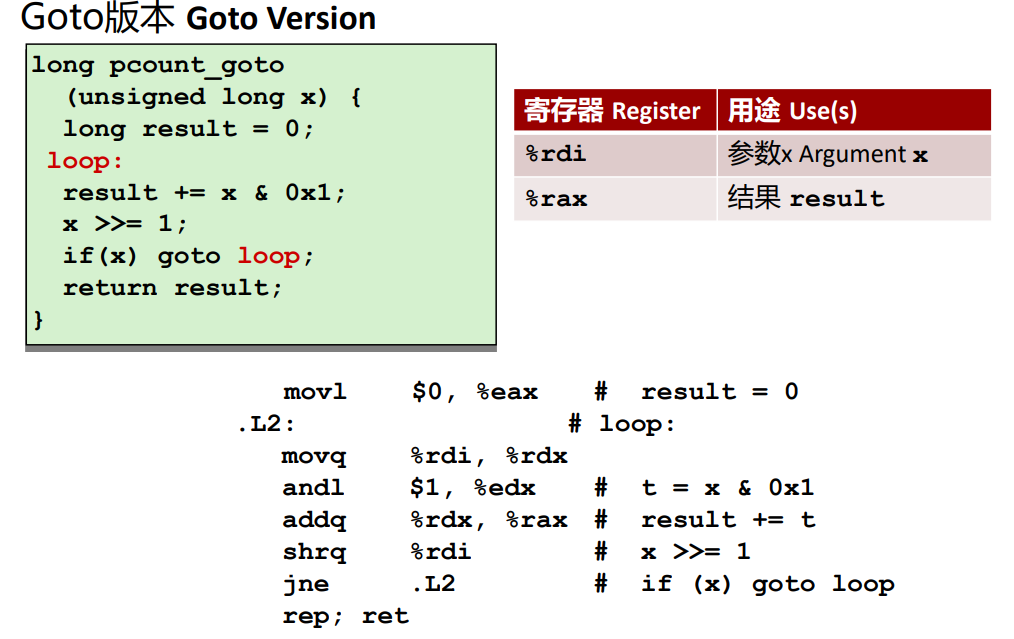 Goto版本 Goto Version
long pcount_goto
(unsigned long x) {
long result = 0;
loop:
result += x & 0x1;
x >>= 1;
if(x) goto loop;
return result;
}
寄存器 Register 用途 Use(s)
%rdi 参数x Argument x
%rax 结果 result
movl $0, %eax # result = 0
.L2: # loop:
movq %rdi, %rdx
andl $1, %edx # t = x & 0x1
addq %rdx, %rax # result += t
shrq %rdi # x >>= 1
jne .L2 # if (x) goto loop
rep; ret